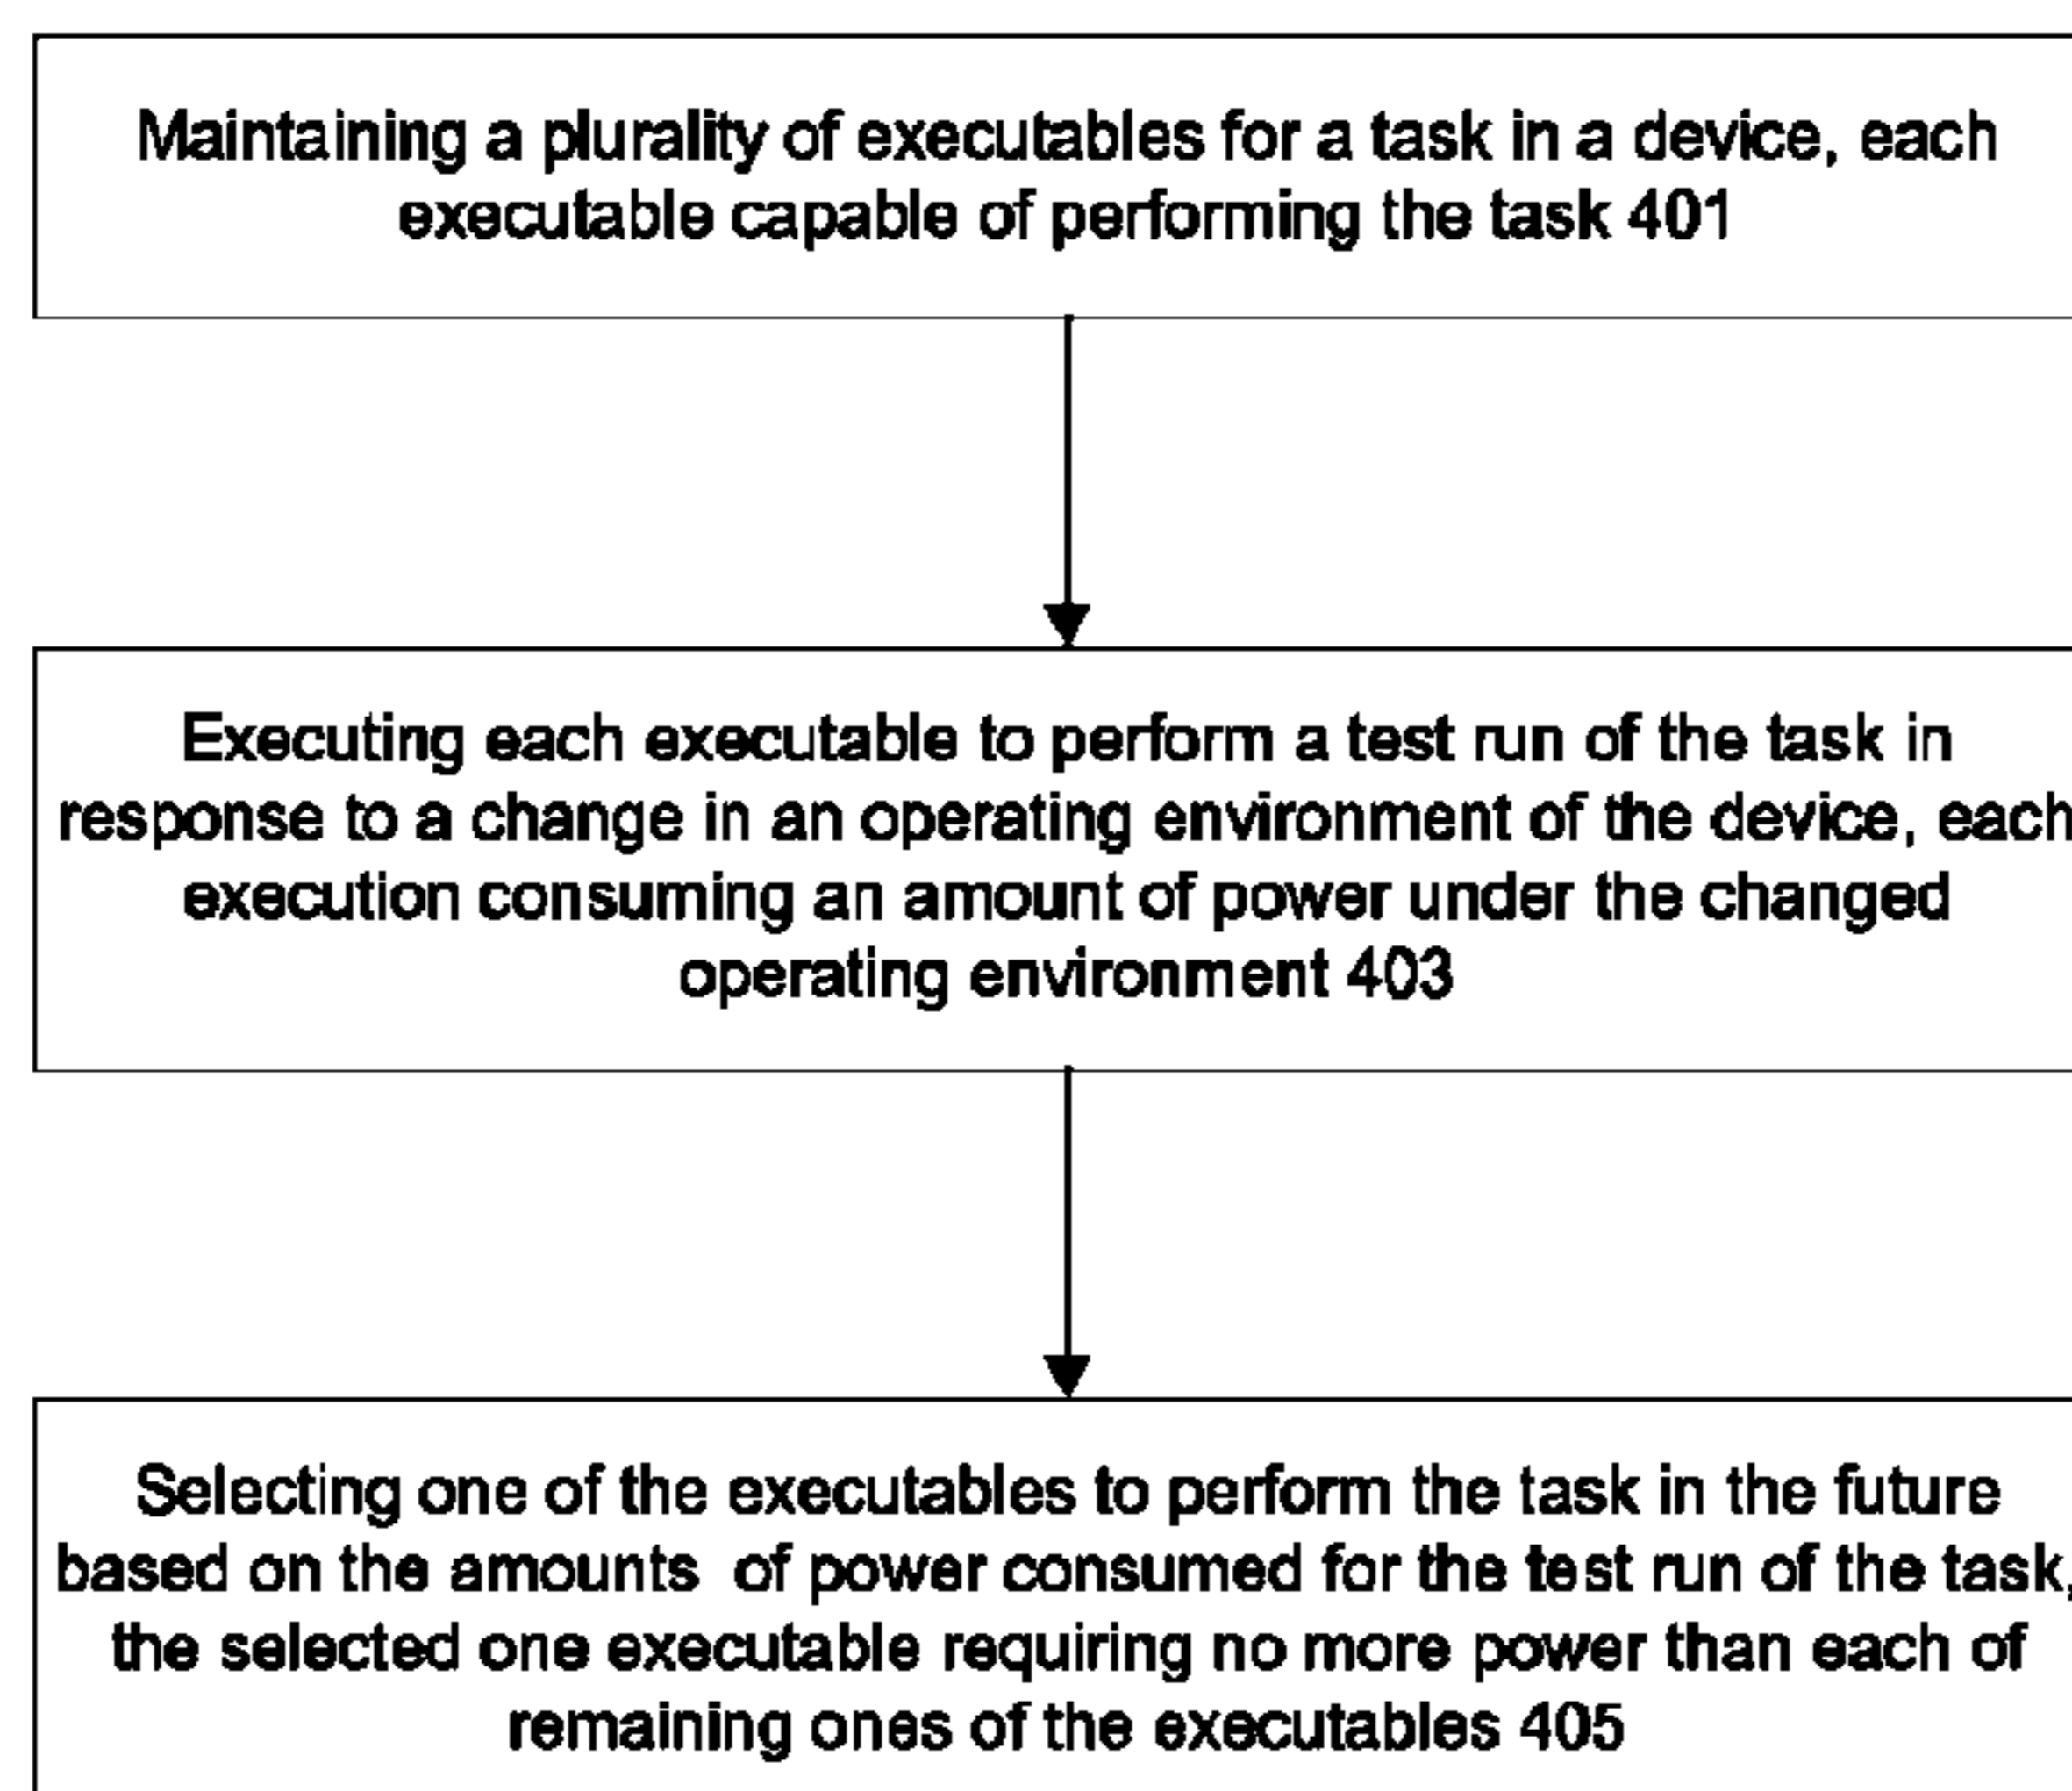 Maintaining a plurality of executables for a task in a device, each
executable capable of performing the task 401
Executing each executable to perform a test run of the task in
response to a change in an operating environment of the device, each
execution consuming an amount of power under the changed
operating environment 403
Selecting one of the executables to perform the task in the future
based on the amounts of power consumed for the test run of the task,
the selected one executable requiring no more power than each of
remaining ones of the executables 405